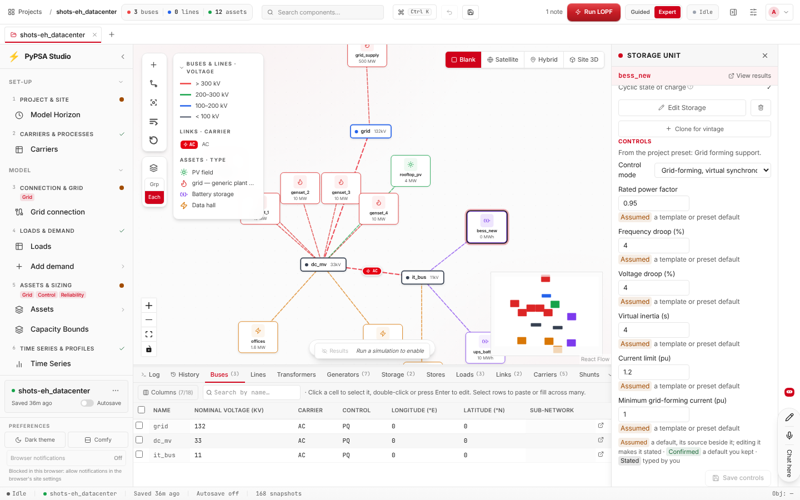 Projects / shots-eh_datacenter
3 buses 0 lines 12 assets
Search components...
Ctrl K
1 note
Run LOPF
Guided Expert
Idle
A
shots-eh_datacenter
PyPSA Studio
SET-UP
1 PROJECT & SITE
Model Horizon
2 CARRIERS & PROCESSES
Carriers
MODEL
3 CONNECTION & GRID
Grid
Grid connection
4 LOADS & DEMAND
Loads
Add demand
5 ASSETS & SIZING
Grid Control Reliability
Assets
Capacity Bounds
6 TIME SERIES & PROFILES
Time Series
shots-eh_datacenter
Saved 36m ago
Autosave
PREFERENCES
Dark theme
Comfy
Browser notifications Off
Blocked in this browser: allow notifications in the browser's site settings
Grp
Each
BUSES & LINES · VOLTAGE
> 300 kV
200–300 kV
100–200 kV
< 100 kV
LINKS · CARRIER
AC AC
ASSETS · TYPE
PV field
grid — generic plant ...
Battery storage
Data hall
Blank
Satellite
Hybrid
Site 3D
grid_supply
500 MW
grid 132kV
rooftop_pv
4 MW
genset_2
10 MW
genset_3
10 MW
genset_4
10 MW
10 MW
bess_new
0 MWh
dc_mv 33kV
AC
it_bus 11kV
offices
1.8 MW
ups_batt
Results
Run a simulation to enable
React Flow
Log
History
Buses (3)
Lines
Transformers
Generators (7)
Storage (2)
Stores
Loads (3)
Links (2)
Carriers (5)
Shunts
Columns (7/18)
Search by name...
· Click a cell to select it, double-click or press Enter to edit. Select rows to paste or fill across many.
NAME NOMINAL VOLTAGE (KV) CARRIER CONTROL LONGITUDE (°E) LATITUDE (°N) SUB-NETWORK
grid 132 AC PQ 0 0
dc_mv 33 AC PQ 0 0
it_bus 11 AC PQ 0 0
STORAGE UNIT
bess_new
View results
Cyclic state of charge
Edit Storage
+ Clone for vintage
CONTROLS
From the project preset: Grid forming support.
Control mode
Grid-forming, virtual synchronc
Rated power factor
0.95
Assumed a template or preset default
Frequency droop (%)
4
Assumed a template or preset default
Voltage droop (%)
4
Assumed a template or preset default
Virtual inertia (s)
4
Assumed a template or preset default
Current limit (pu)
1.2
Assumed a template or preset default
Minimum grid-forming current (pu)
1
Assumed a template or preset default
Assumed a default, its source beside it; editing it makes it stated · Confirmed a default you kept · Stated typed by you
Save controls
Chat here
Idle
shots-eh_datacenter
Saved 36m ago
Autosave off
168 snapshots
Obj: —